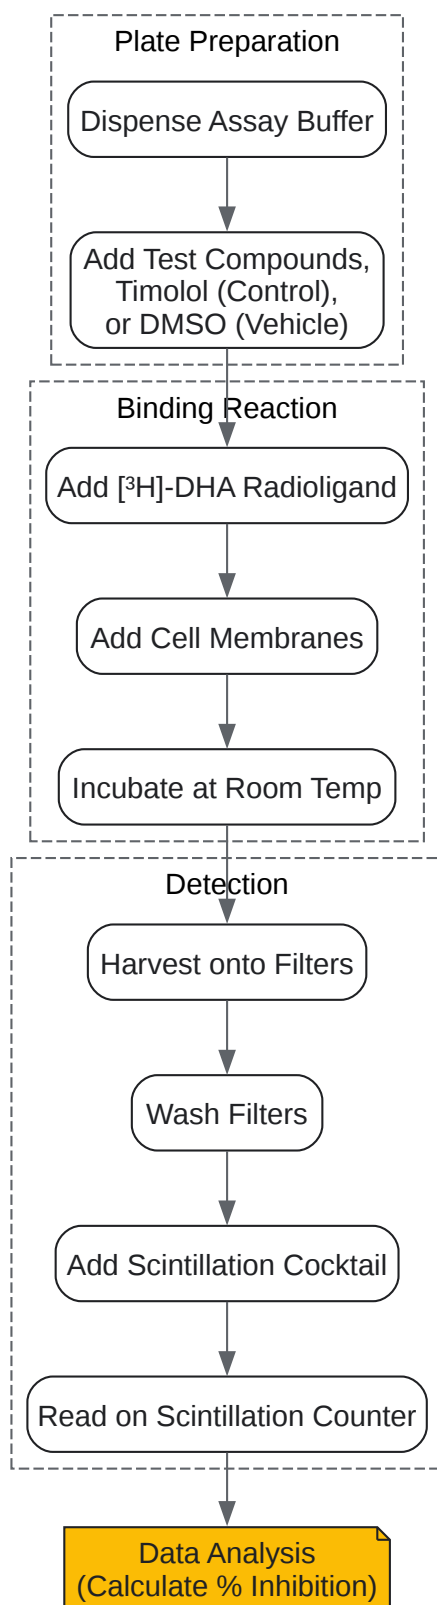 Plate Preparation
Dispense Assay Buffer
Add Test Compounds,
Timolol (Control),
or DMSO (Vehicle)
Binding Reaction
Add [³H]-DHA Radioligand
Add Cell Membranes
Incubate at Room Temp
Detection
Harvest onto Filters
Wash Filters
Add Scintillation Cocktail
Read on Scintillation Counter
Data Analysis
(Calculate % Inhibition)